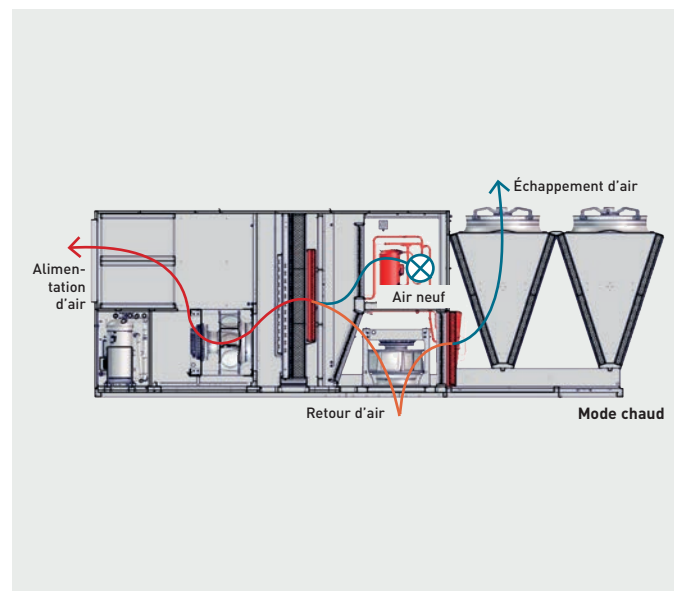 Échappement d’air
Alimen-
tation
d’air
Air neuf
Retour d’air
Mode chaud